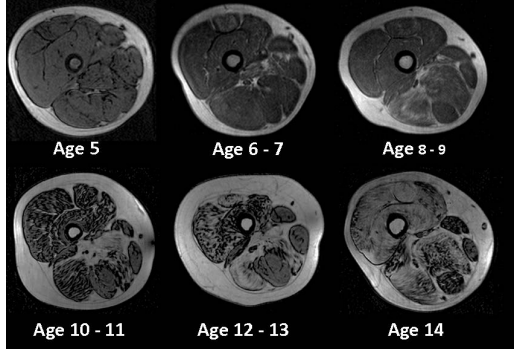 Age 5
Age 6 - 7
Age 8 - 9
Age 10 - 11
Age 12 - 13
Age 14